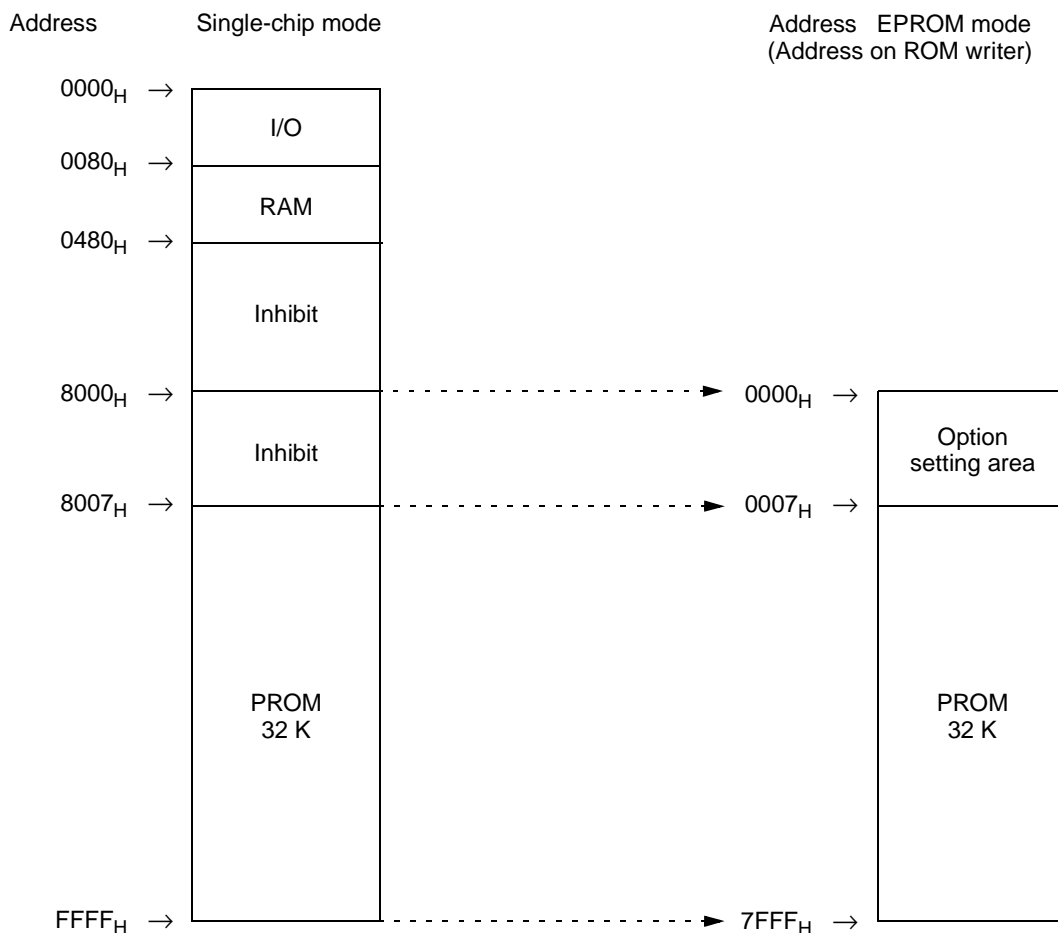 Address Single-chip mode Address EPROM mode
(Address on ROM writer)
0000H →
I/O
0080H →
RAM
0480H →
Inhibit
8000H → 0000H →
Inhibit
Option
setting area
8007H → 0007H →
PROM
32 K
PROM
32 K
FFFFH → 7FFFH →